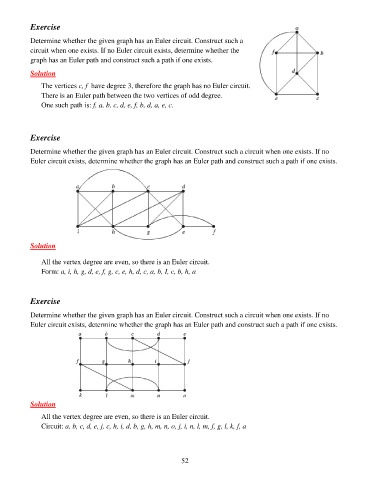 Exercise
Determine whether the given graph has an Euler circuit. Construct such a
circuit when one exists. If no Euler circuit exists, determine whether the
graph has an Euler path and construct such a path if one exists.
Solution
The vertices c, f have degree 3, therefore the graph has no Euler circuit.
There is an Euler path between the two vertices of odd degree.
One such path is: f, a, b, c, d, e, f, b, d, a, e, c.
a
f b
d
e c
Exercise
Determine whether the given graph has an Euler circuit. Construct such a circuit when one exists. If no
Euler circuit exists, determine whether the graph has an Euler path and construct such a path if one exists.
a b c d
i h g e f
Solution
All the vertex degree are even, so there is an Euler circuit.
Form: a, i, h, g, d, e, f, g, c, e, h, d, c, a, b, I, c, b, h, a
Exercise
Determine whether the given graph has an Euler circuit. Construct such a circuit when one exists. If no
Euler circuit exists, determine whether the graph has an Euler path and construct such a path if one exists.
a b c d e
f g h i j
k l m n o
Solution
All the vertex degree are even, so there is an Euler circuit.
Circuit: a, b, c, d, e, j, c, h, i, d, b, g, h, m, n, o, j, i, n, l, m, f, g, l, k, f, a
52